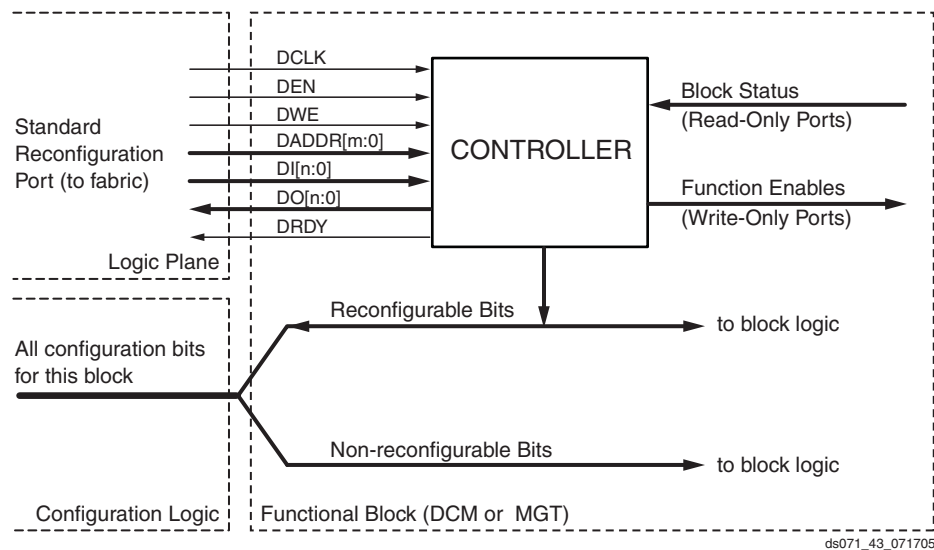 DCLK
DEN
DWE
DADDR[m:0]
DI[n:0]
DO[n:0]
DRDY
Standard
Reconfiguration
Port (to fabric)
Logic Plane
CONTROLLER
Block Status
(Read-Only Ports)
Function Enables
(Write-Only Ports)
Reconfigurable Bits
to block logic
All configuration bits
for this block
Non-reconfigurable Bits
to block logic
Configuration Logic
Functional Block (DCM or MGT)
ds071_43_071705